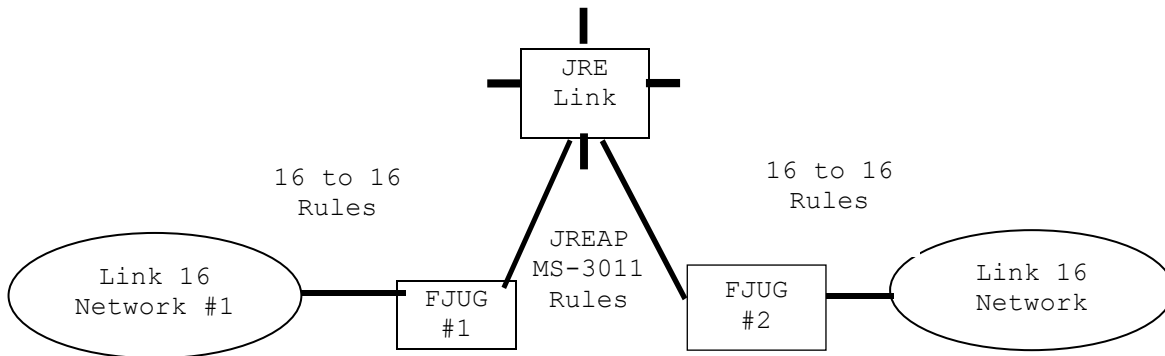 JRE
Link
16 to 16
Rules
16 to 16
Rules
JREAP
MS-3011
Rules
Link 16
Network #1
FJUG
#1
FJUG
#2
Link 16
Network